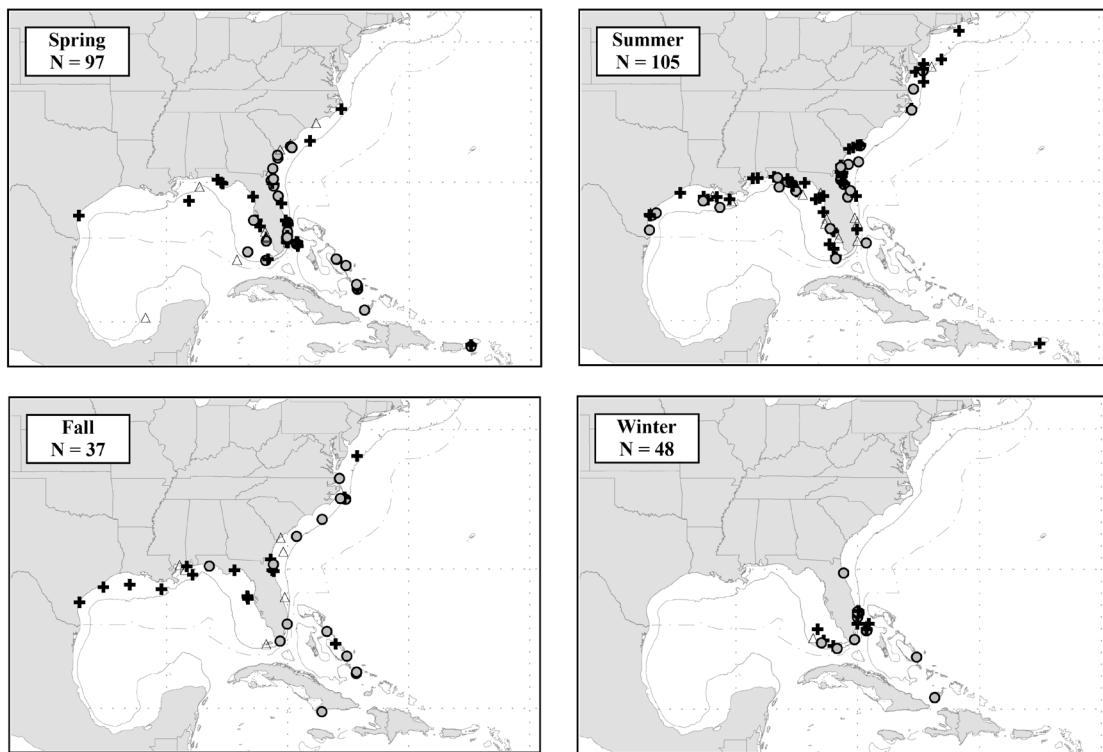 Spring
N = 97
Summer
N = 105
Fall
N = 37
Winter
N = 48